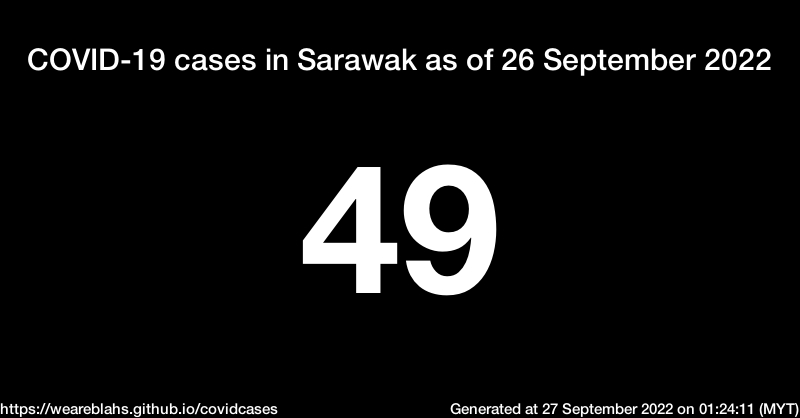 COVID-19 cases in Sarawak as of 26 September 2022
49
https://weareblahs.github.io/covidcases
Generated at 27 September 2022 on 01:24:11 (MYT)